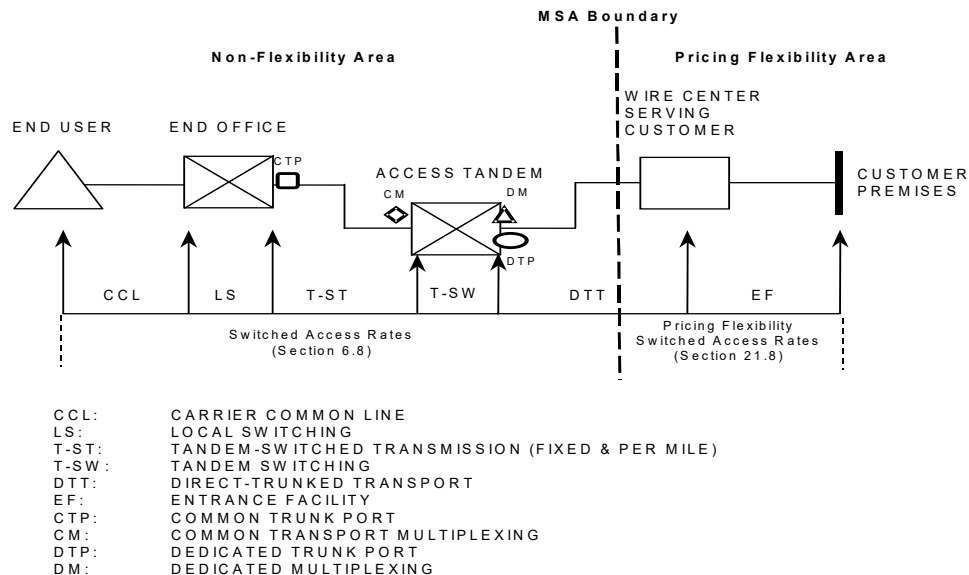 MSA Boundary
Non-Flexibility Area
Pricing Flexibility Area
WIRE CENTER
SERVING
CUSTOMER
END USER
END OFFICE
CTP
ACCESS TANDEM
CM
DM
CUSTOMER
PREMISES
DTP
CCL
LS
T-ST
T-SW
DTT
EF
Switched Access Rates
(Section 6.8)
Pricing Flexibility
Switched Access Rates
(Section 21.8)
CCL: CARRIER COMMON LINE
LS: LOCAL SWITCHING
T-ST: TANDEM-SWITCHED TRANSMISSION (FIXED & PER MILE)
T-SW: TANDEM SWITCHING
DTT: DIRECT-TRUNKED TRANSPORT
EF: ENTRANCE FACILITY
CTP: COMMON TRUNK PORT
CM: COMMON TRANSPORT MULTIPLEXING
DTP: DEDICATED TRUNK PORT
DM: DEDICATED MULTIPLEXING